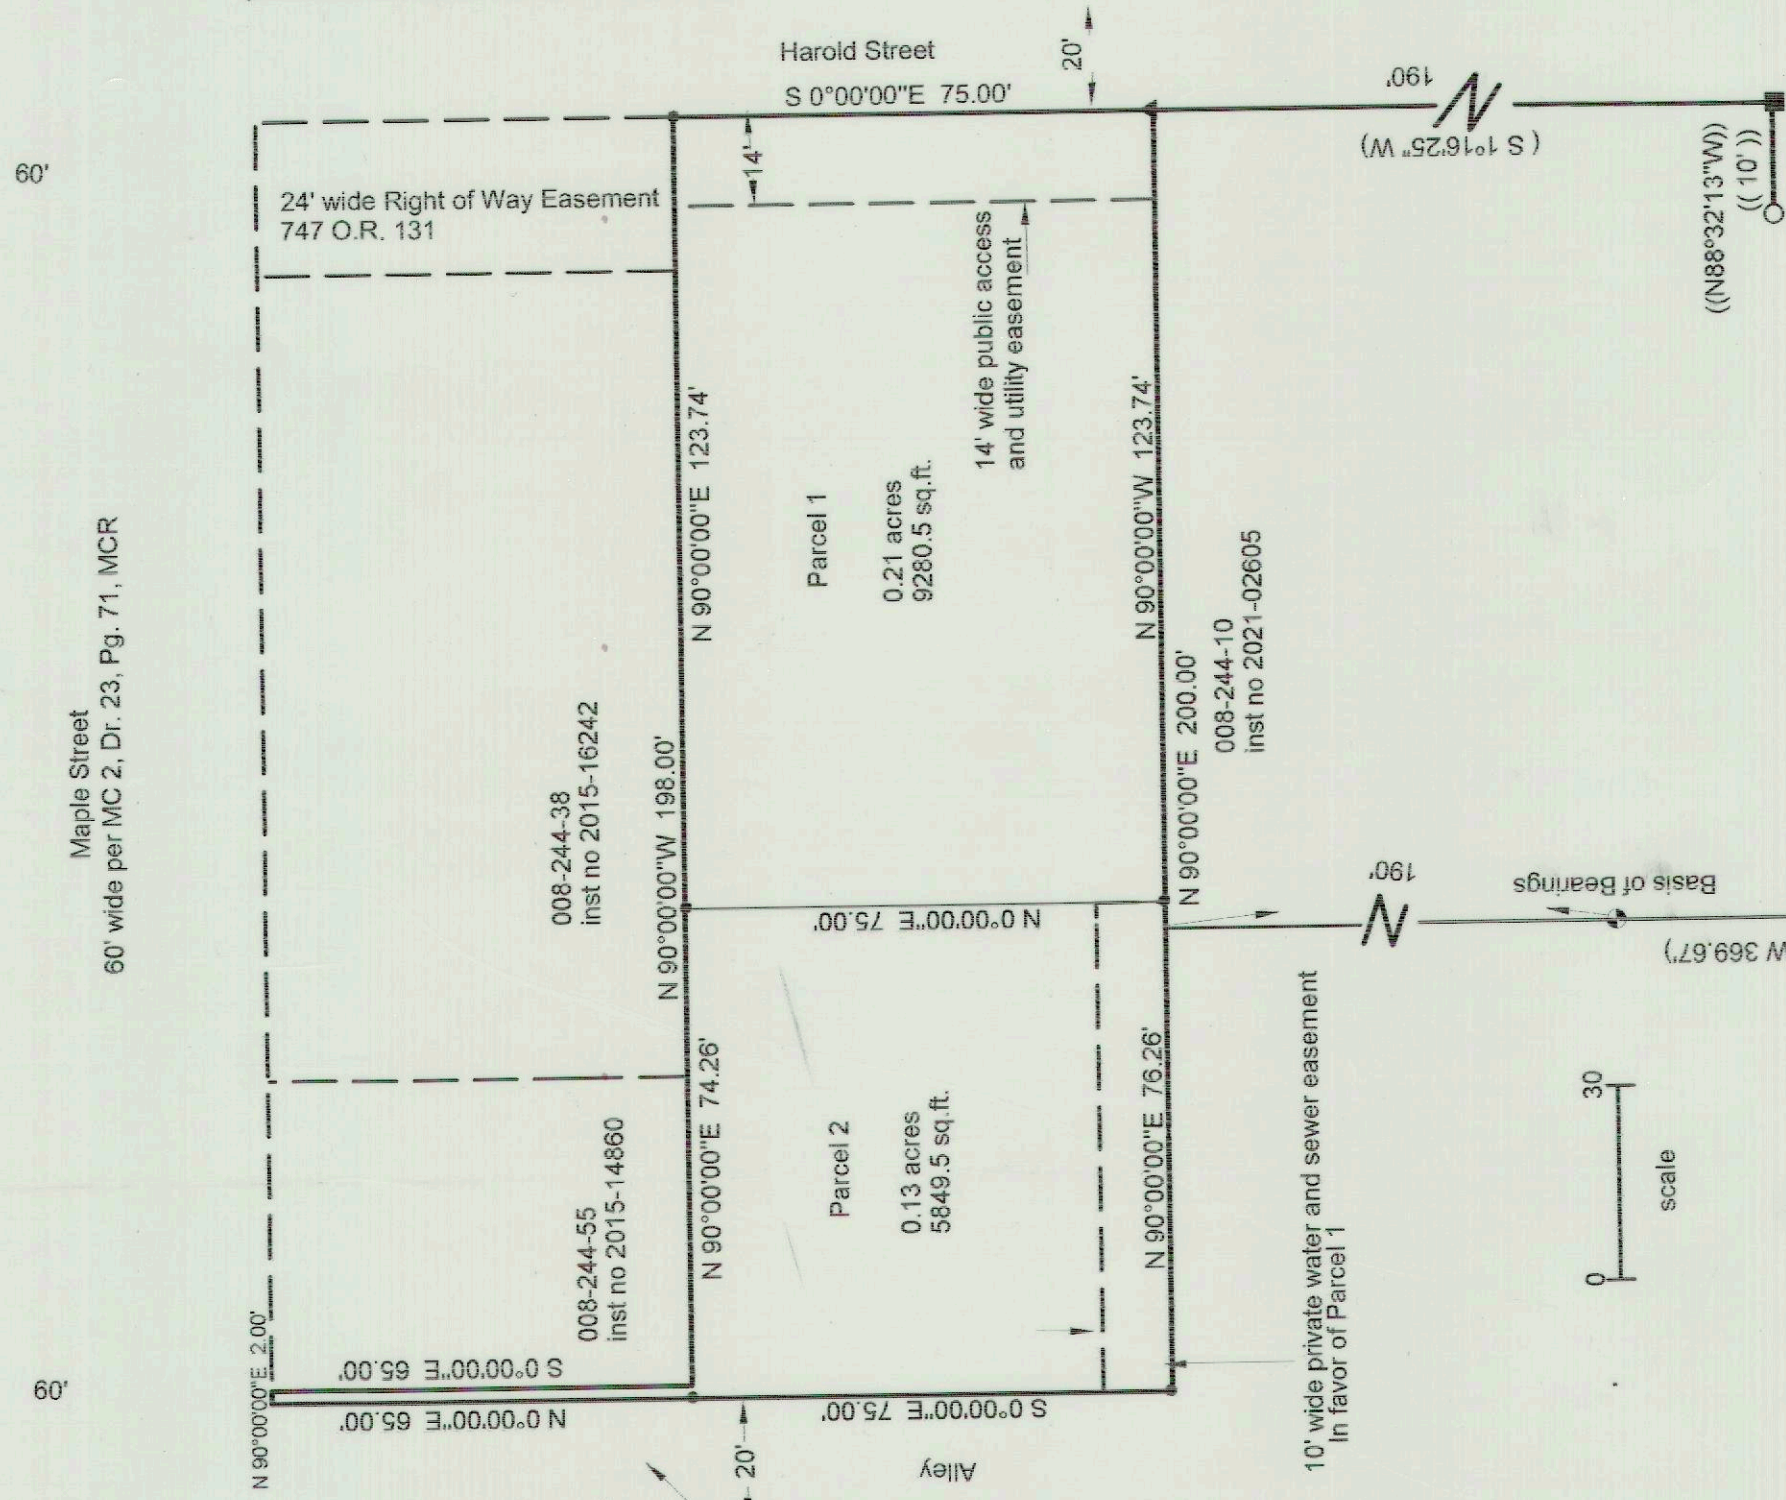 Harold Street
20'
S 0°00'00"E 75.00'
190'
( S 1°16'25" W)
((N88°32'13"W))
(( 10' ))
60'
24' wide Right of Way Easement
747 O.R. 131
14'
14' wide public access
and utility easement
N 90°00'00"E 123.74'
N 90°00'00"W 123.74'
Parcel 1
0.21 acres
9280.5 sq.ft.
Maple Street
60' wide per MC 2, Dr. 23, Pg. 71, MCR
008-244-38
inst no 2015-16242
N 90°00'00"W 198.00'
N 90°00'00"E 200.00'
008-244-10
inst no 2021-02605
N 0°00'00"E 75.00'
190'
Basis of Bearings
W 369.67')
N 90°00'00"E 74.26'
Parcel 2
0.13 acres
5849.5 sq.ft.
N 90°00'00"E 76.26'
10' wide private water and sewer easement
In favor of Parcel 1
0 30
scale
008-244-55
inst no 2015-14860
N 90°00'00"E 2.00'
S 0°00'00"E 65.00'
N 0°00'00"E 65.00'
S 0°00'00"E 75.00'
60'
20'
Alley